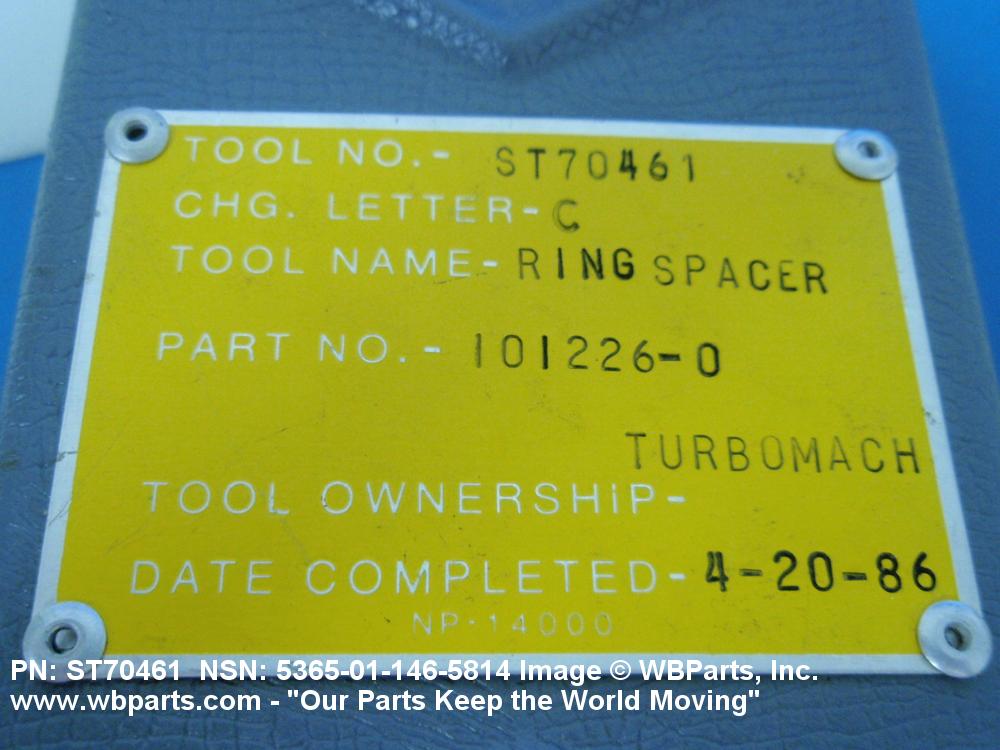 TOOL NO.- ST70461
CHG. LETTER- C
TOOL NAME- RING SPACER
PART NO.- 101226-0
TURBOMACH
TOOL OWNERSHiP-
DATE COMPLETED- 4-20-86
NP-14000
PN: ST70461 NSN: 5365-01-146-5814 Image © WBParts, Inc.
www.wbparts.com - "Our Parts Keep the World Moving"